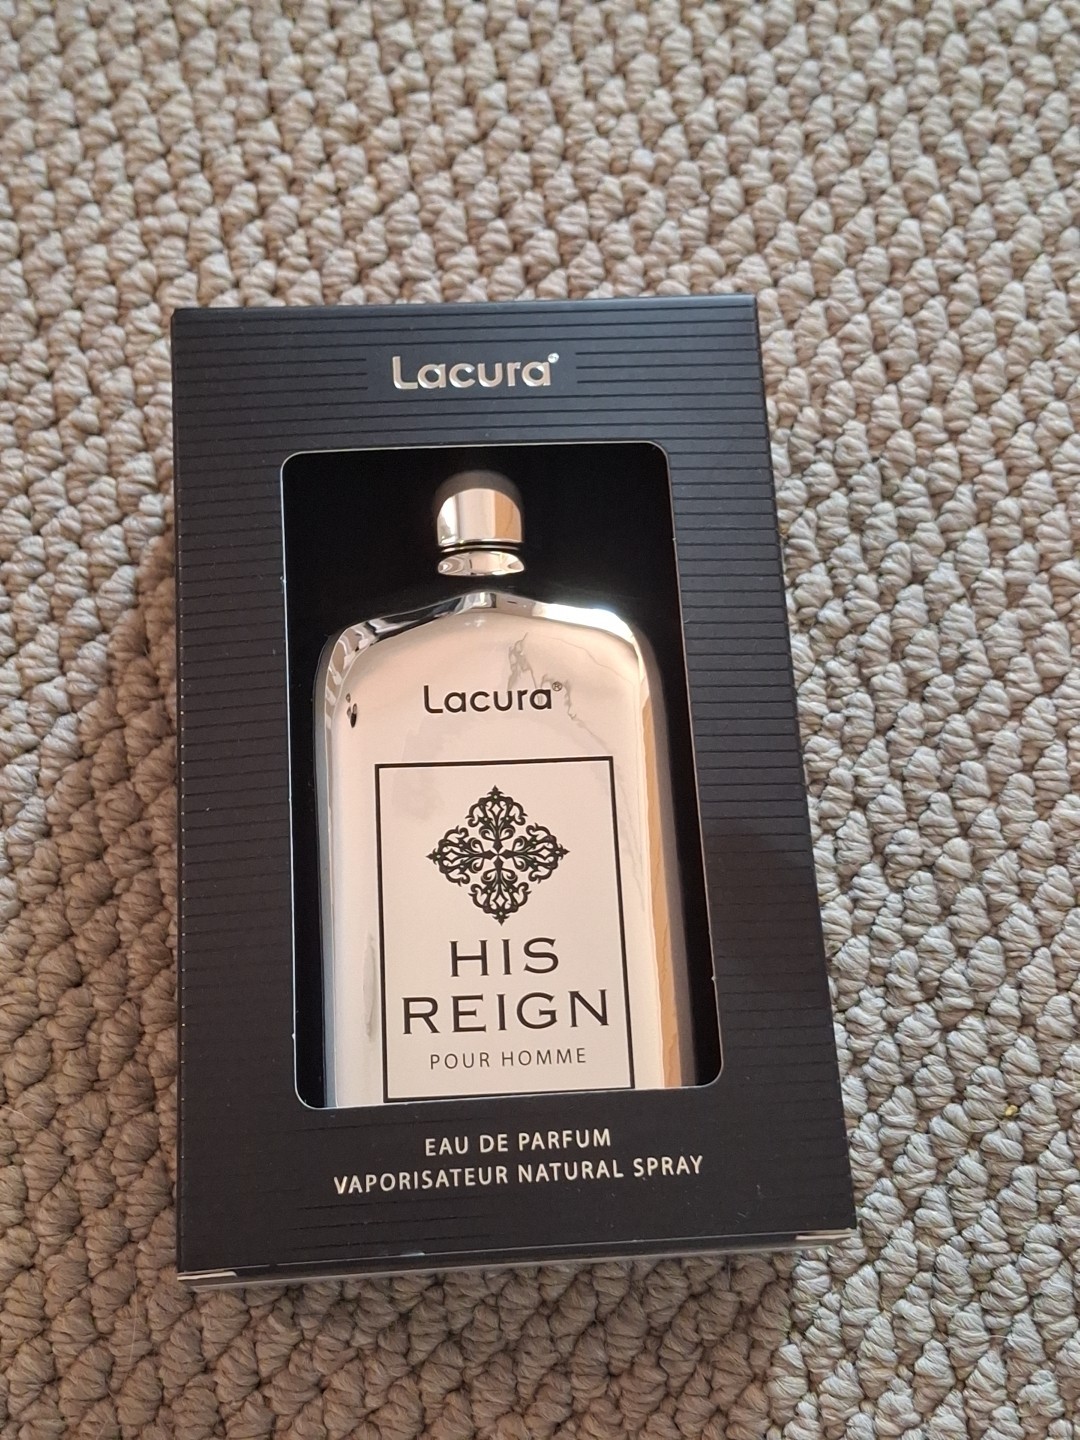 Lacura®
Lacura®
HIS
REIGN
POUR HOMME
EAU DE PARFUM
VAPORISATEUR NATURAL SPRAY